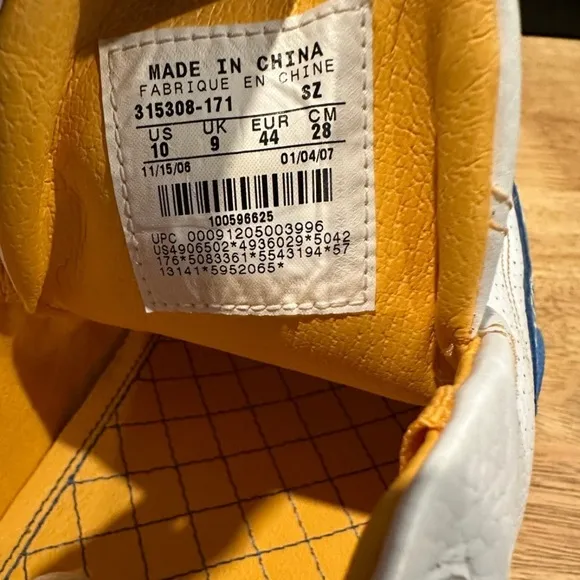 MADE IN CHINA
FABRIQUE EN CHINE
315308-171 SZ
US UK EUR CM
10 9 44 28
11/15/06 01/04/07
100596625
UPC 00091205003996
US4906502*4936029*5042
176*5083361*5543194*57
13141*5952065*